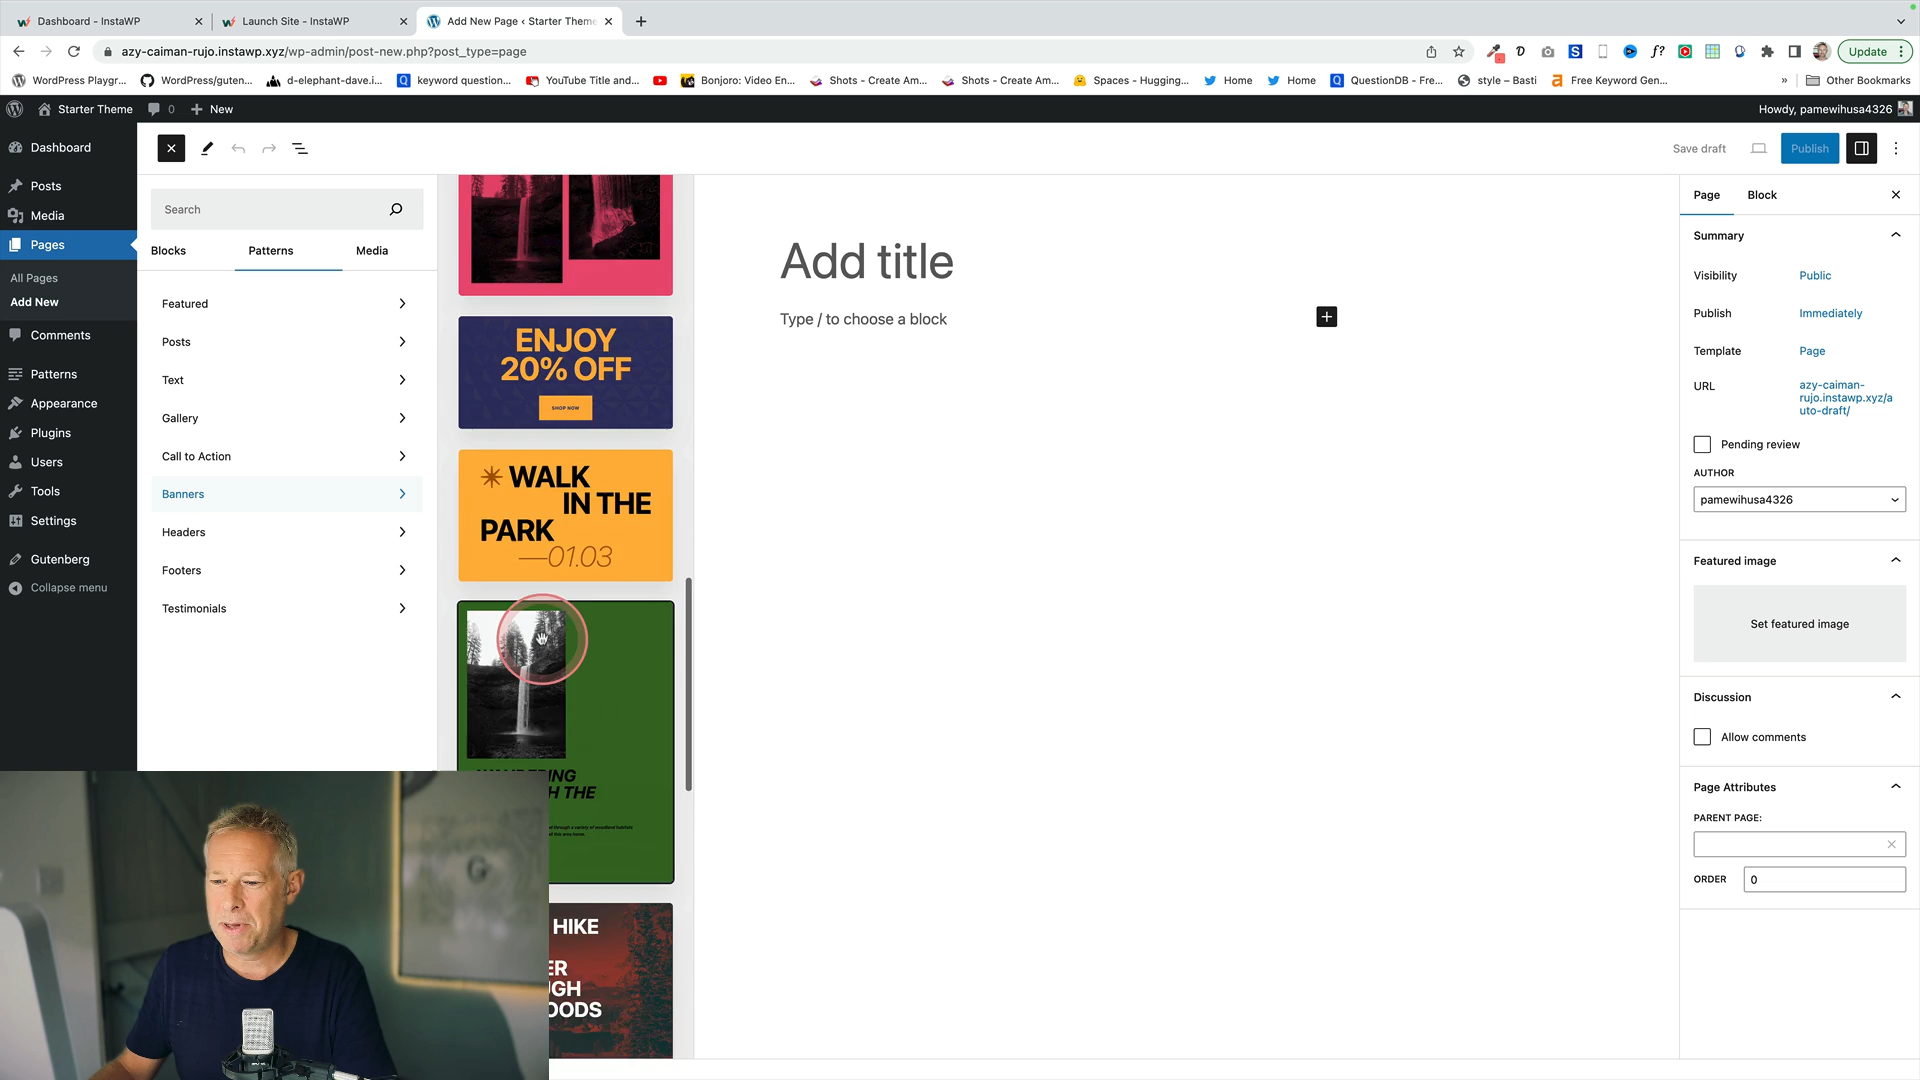 Dashboard - InstaWP
Launch Site - InstaWP
Add New Page ‹ Starter Theme
azy-caiman-rujo.instawp.xyz/wp-admin/post-new.php?post_type=page
Update
WordPress Playgr...
WordPress/guten...
d-elephant-dave.i...
keyword question...
YouTube Title and...
Bonjoro: Video En...
Shots - Create Am...
Shots - Create Am...
Spaces - Hugging...
Home
Home
QuestionDB - Fre...
style – Basti
Free Keyword Gen...
»
Other Bookmarks
Starter Theme
0
New
Howdy, pamewihusa4326
Dashboard
Posts
Media
Pages
All Pages
Add New
Comments
Patterns
Appearance
Plugins
Users
Tools
Settings
Gutenberg
Collapse menu
Save draft
Publish
Search
Blocks
Patterns
Media
Featured
Posts
Text
Gallery
Call to Action
Banners
Headers
Footers
Testimonials
ENJOY
20% OFF
SHOP NOW
WALK
IN THE
PARK
—01.03
H THE
HIKE
ER
UGH
OODS
Add title
Type / to choose a block
Page
Block
Summary
Visibility
Public
Publish
Immediately
Template
Page
URL
azy-caiman-
rujo.instawp.xyz/a
uto-draft/
Pending review
AUTHOR
pamewihusa4326
Featured image
Set featured image
Discussion
Allow comments
Page Attributes
PARENT PAGE:
ORDER
0